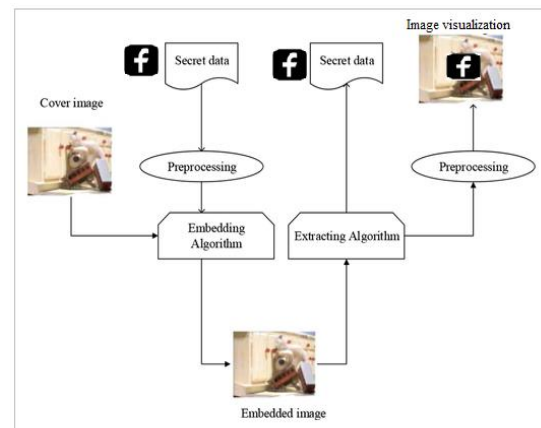 Image visualization
Secret data
Secret data
Cover image
Preprocessing
Preprocessing
Embedding
Algorithm
Extracting Algorithm
Embedded image